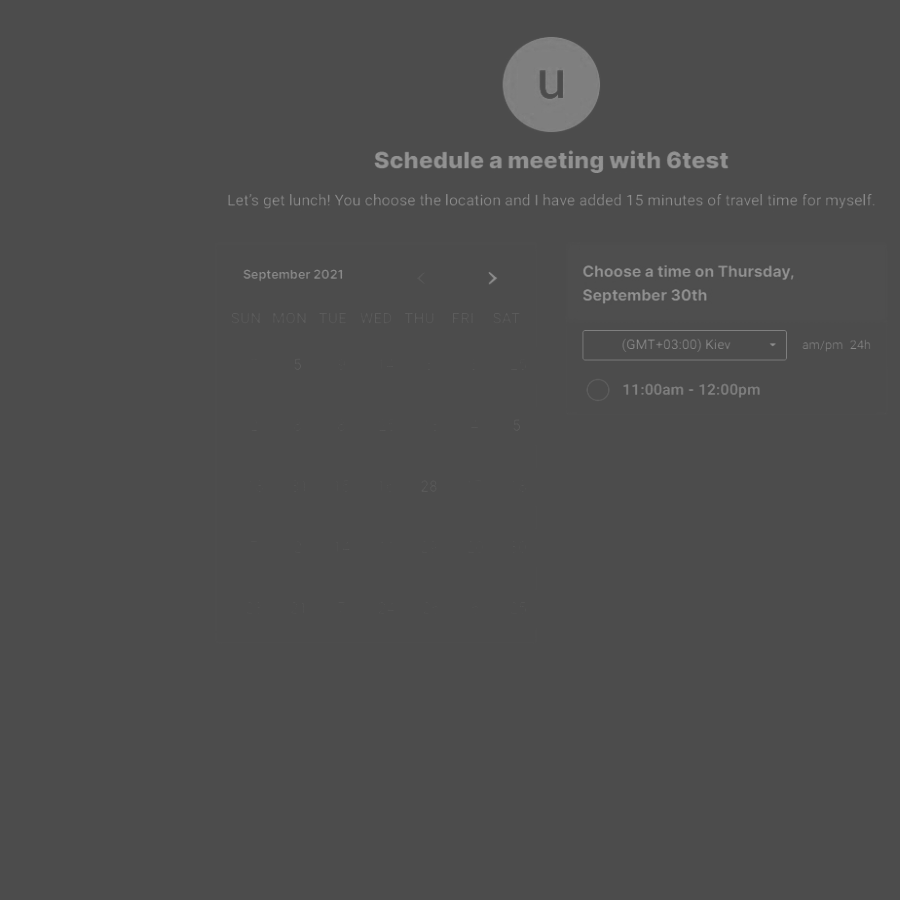 u
Schedule a meeting with 6test
Let's get lunch! You choose the location and I have added 15 minutes of travel time for myself.
September 2021
SUN MON TUE WED THU FRI SAT
5
5
28
Choose a time on Thursday,
September 30th
(GMT+03:00) Kiev
am/pm 24h
11:00am - 12:00pm